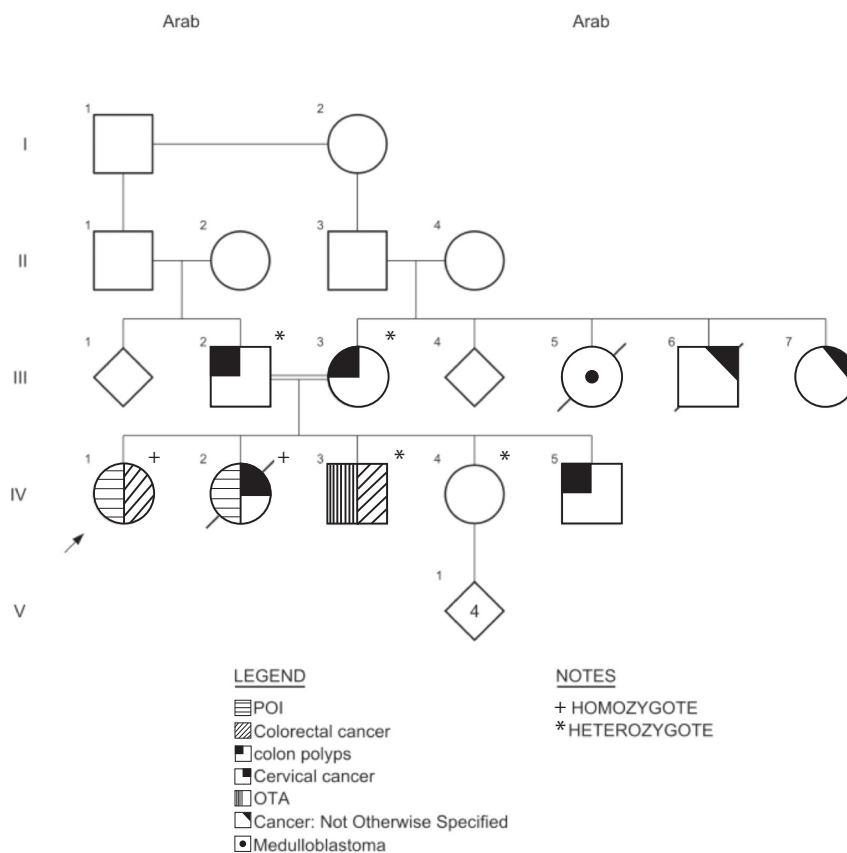 Arab Arab
1 2
I
1 2 3 4
II
1 2 * 3 * 4 5 6 7
III
1 + 2 + 3 * 4 * 5
IV
1
V 4
LEGEND NOTES
POI + HOMOZYGOTE
Colorectal cancer * HETEROZYGOTE
colon polyps
Cervical cancer
OTA
Cancer: Not Otherwise Specified
Medulloblastoma